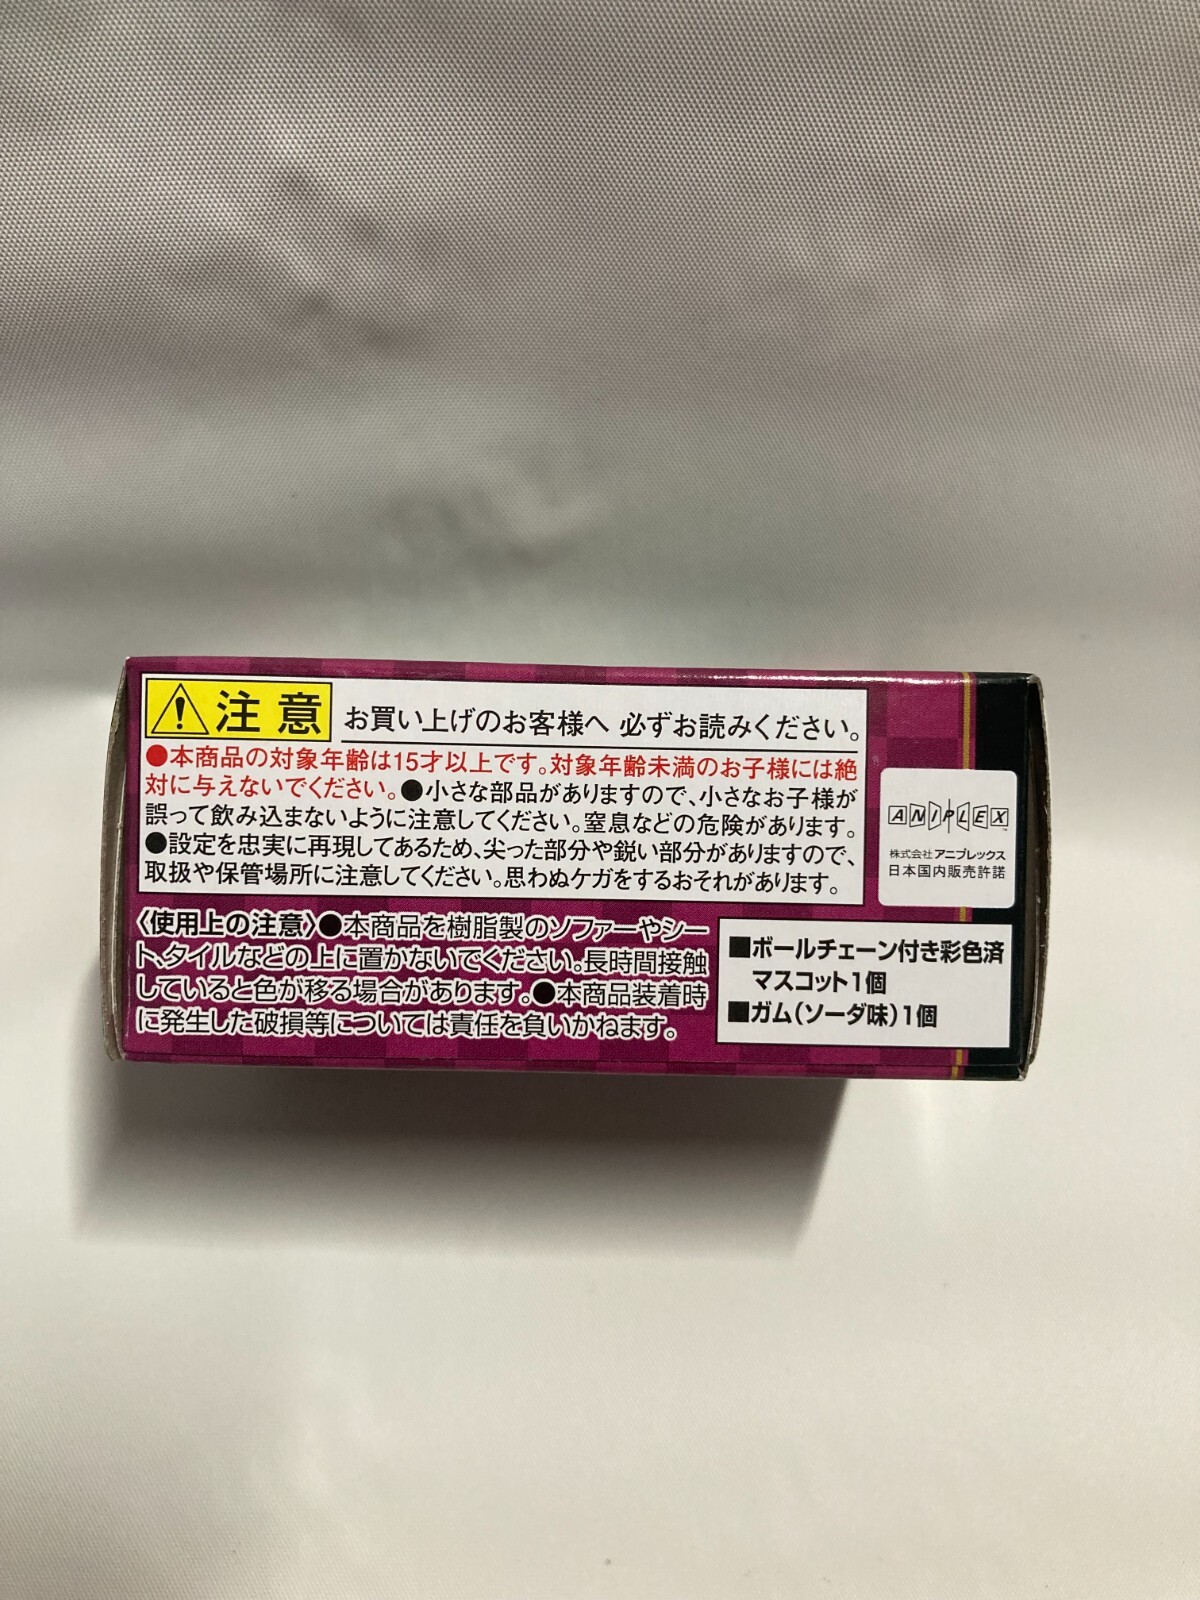 注意 お買い上げのお客様へ 必ずお読みください。
●本商品の対象年齢は15才以上です。対象年齢未満のお子様には絶
対に与えないでください。●小さな部品がありますので、小さなお子様が
誤って飲み込まないように注意してください。窒息などの危険があります。
●設定を忠実に再現してあるため、尖った部分や鋭い部分がありますので、
取扱や保管場所に注意してください。思わぬケガをするおそれがあります。
ANIPLEX
株式会社 アニプレックス
日本国内販売許諾
〈使用上の注意〉●本商品を樹脂製のソファーやシー
ト、タイルなどの上に置かないでください。長時間接触
していると色が移る場合があります。●本商品装着時
に発生した破損等については責任を負いかねます。
■ボールチェーン付き彩色済
マスコット1個
■ガム(ソーダ味)1個